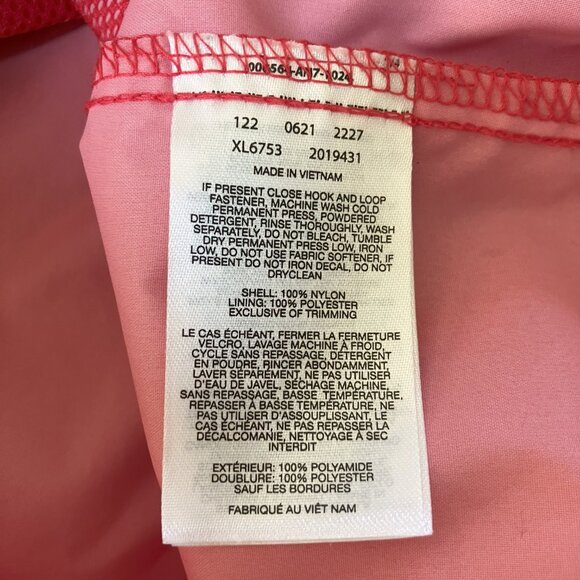 122 0621 2227
XL6753 2019431
MADE IN VIETNAM
IF PRESENT CLOSE HOOK AND LOOP
FASTENER, MACHINE WASH COLD
PERMANENT PRESS, POWDERED
DETERGENT, RINSE THOROUGHLY, WASH
SEPARATELY, DO NOT BLEACH, TUMBLE
DRY PERMANENT PRESS LOW, IRON
LOW, DO NOT USE FABRIC SOFTENER, IF
PRESENT DO NOT IRON DECAL, DO NOT
DRYCLEAN
SHELL: 100% NYLON
LINING: 100% POLYESTER
EXCLUSIVE OF TRIMMING
LE CAS ÉCHÉANT, FERMER LA FERMETURE
VELCRO, LAVAGE MACHINE À FROID,
CYCLE SANS REPASSAGE, DÉTERGENT
EN POUDRE, RINCER ABONDAMMENT,
LAVER SÉPARÉMENT, NE PAS UTILISER
D'EAU DE JAVEL, SÉCHAGE MACHINE,
SANS REPASSAGE, BASSE TEMPÉRATURE,
REPASSER À BASSE TEMPÉRATURE, NE
PAS UTILISER D'ASSOUPLISSANT, LE
CAS ÉCHÉANT NE PAS REPASSER LA
DÉCALCOMANIE, NETTOYAGE À SEC
INTERDIT
EXTÉRIEUR: 100% POLYAMIDE
DOUBLURE: 100% POLYESTER
SAUF LES BORDURES
FABRIQUÉ AU VIÊT NAM